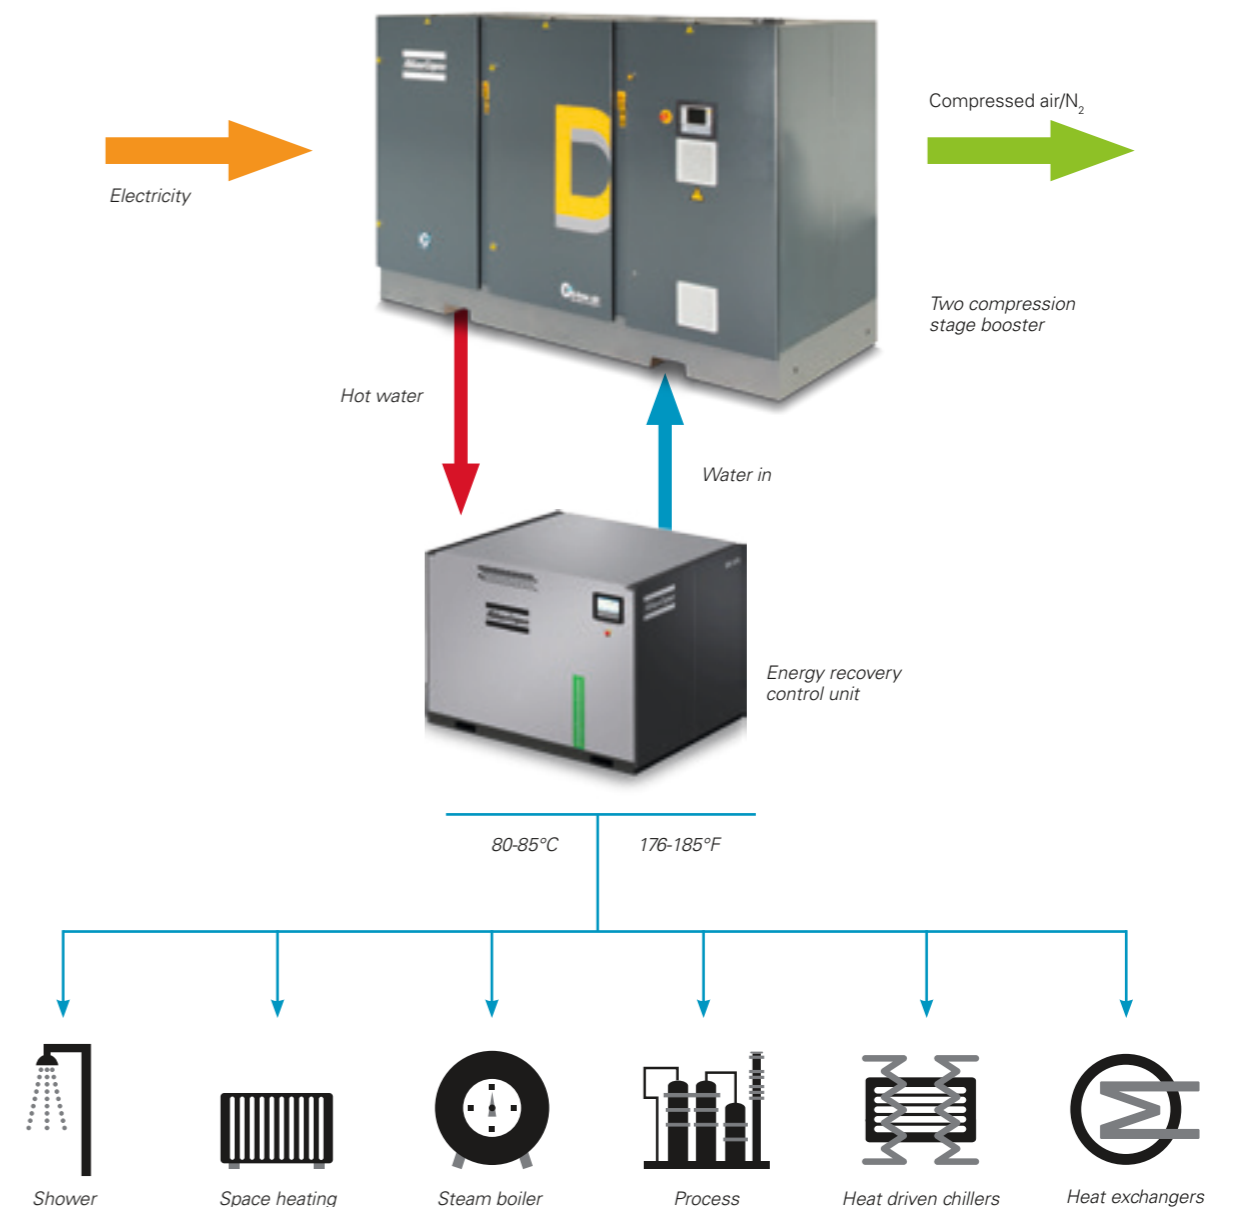 Compressed air/N₂
Electricity
Two compression
stage booster
Hot water
Water in
Energy recovery
control unit
80-85°C
176-185°F
Shower
Space heating
Steam boiler
Process
Heat driven chillers
Heat exchangers
D